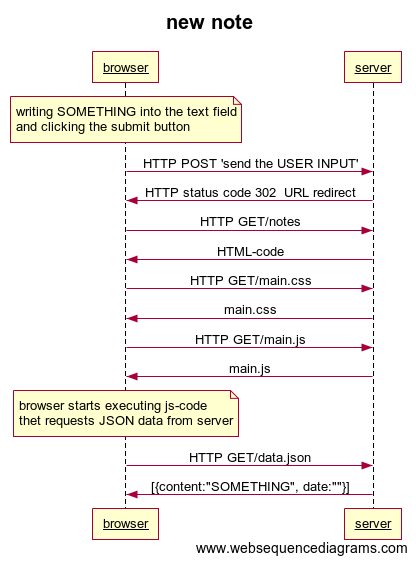 new note
browser
server
writing SOMETHING into the text field
and clicking the submit button
HTTP POST 'send the USER INPUT'
HTTP status code 302  URL redirect
HTTP GET/notes
HTML-code
HTTP GET/main.css
main.css
HTTP GET/main.js
main.js
browser starts executing js-code
thet requests JSON data from server
HTTP GET/data.json
[{content:"SOMETHING", date:""}]
browser
server
www.websequencediagrams.com